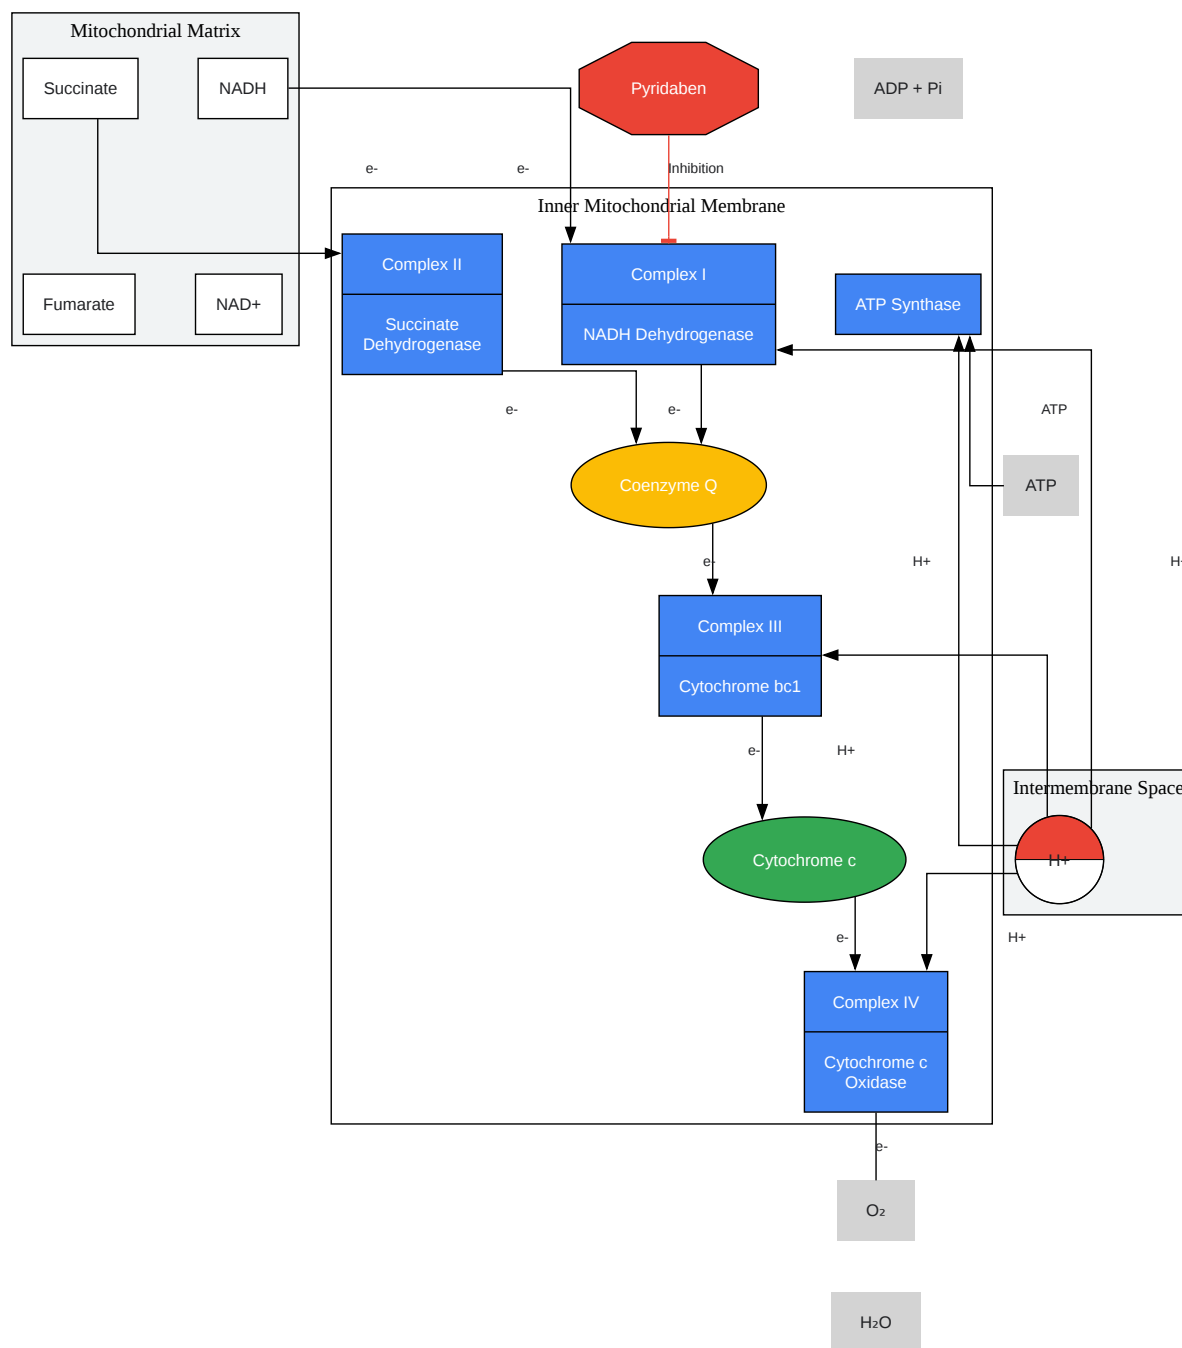 Mitochondrial Matrix
Succinate
NADH
Pyridaben
ADP + Pi
e-
e-
Inhibition
Inner Mitochondrial Membrane
Complex II
Succinate
Dehydrogenase
Complex I
NADH Dehydrogenase
ATP Synthase
Fumarate
NAD+
e-
e-
ATP
Coenzyme Q
ATP
e-
H+
H+
Complex III
Cytochrome bc1
e-
H+
Intermembrane Space
Cytochrome c
H+
e-
H+
Complex IV
Cytochrome c
Oxidase
e-
O₂
H₂O